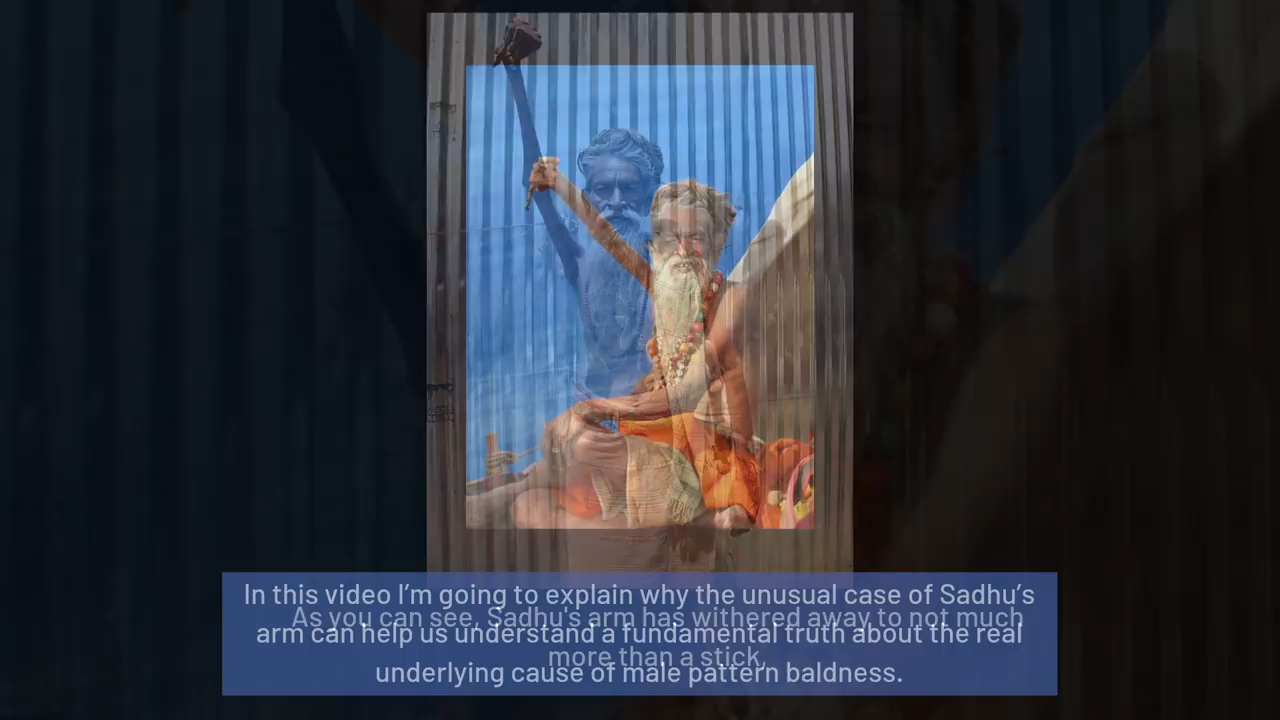 In this video I’m going to explain why the unusual case of Sadhu’s
As you can see, Sadhu's arm has withered away to not much
arm can help us understand a fundamental truth about the real
more than a stick,
underlying cause of male pattern baldness.